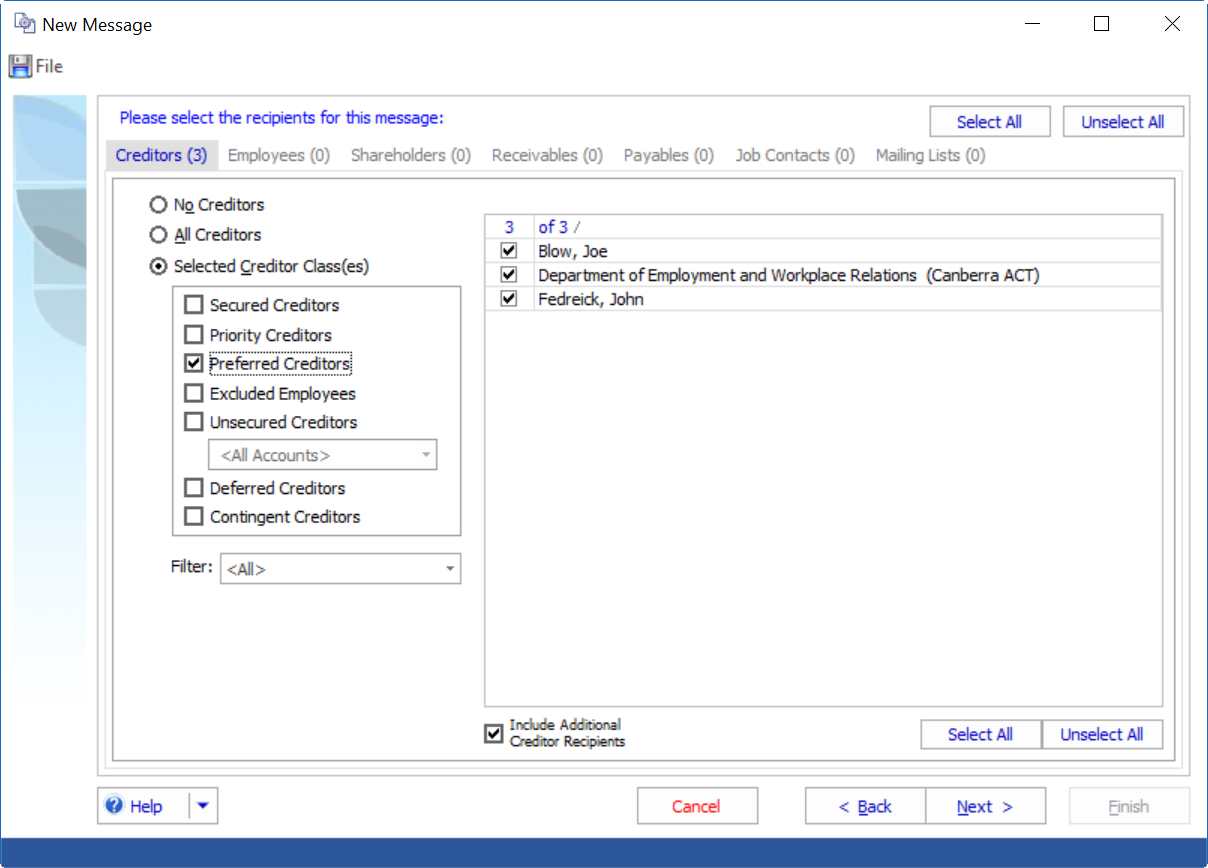 New Message
File
Please select the recipients for this message:
Select All
Unselect All
Creditors (3) Employees (0) Shareholders (0) Receivables (0) Payables (0) Job Contacts (0) Mailing Lists (0)
No Creditors
All Creditors
Selected Creditor Class(es)
Secured Creditors
Priority Creditors
Preferred Creditors
Excluded Employees
Unsecured Creditors
<All Accounts>
Deferred Creditors
Contingent Creditors
Filter: <All>
3 of 3 /
Blow, Joe
Department of Employment and Workplace Relations (Canberra ACT)
Fedreick, John
Include Additional
Creditor Recipients
Select All
Unselect All
Help
Cancel
< Back
Next >
Finish